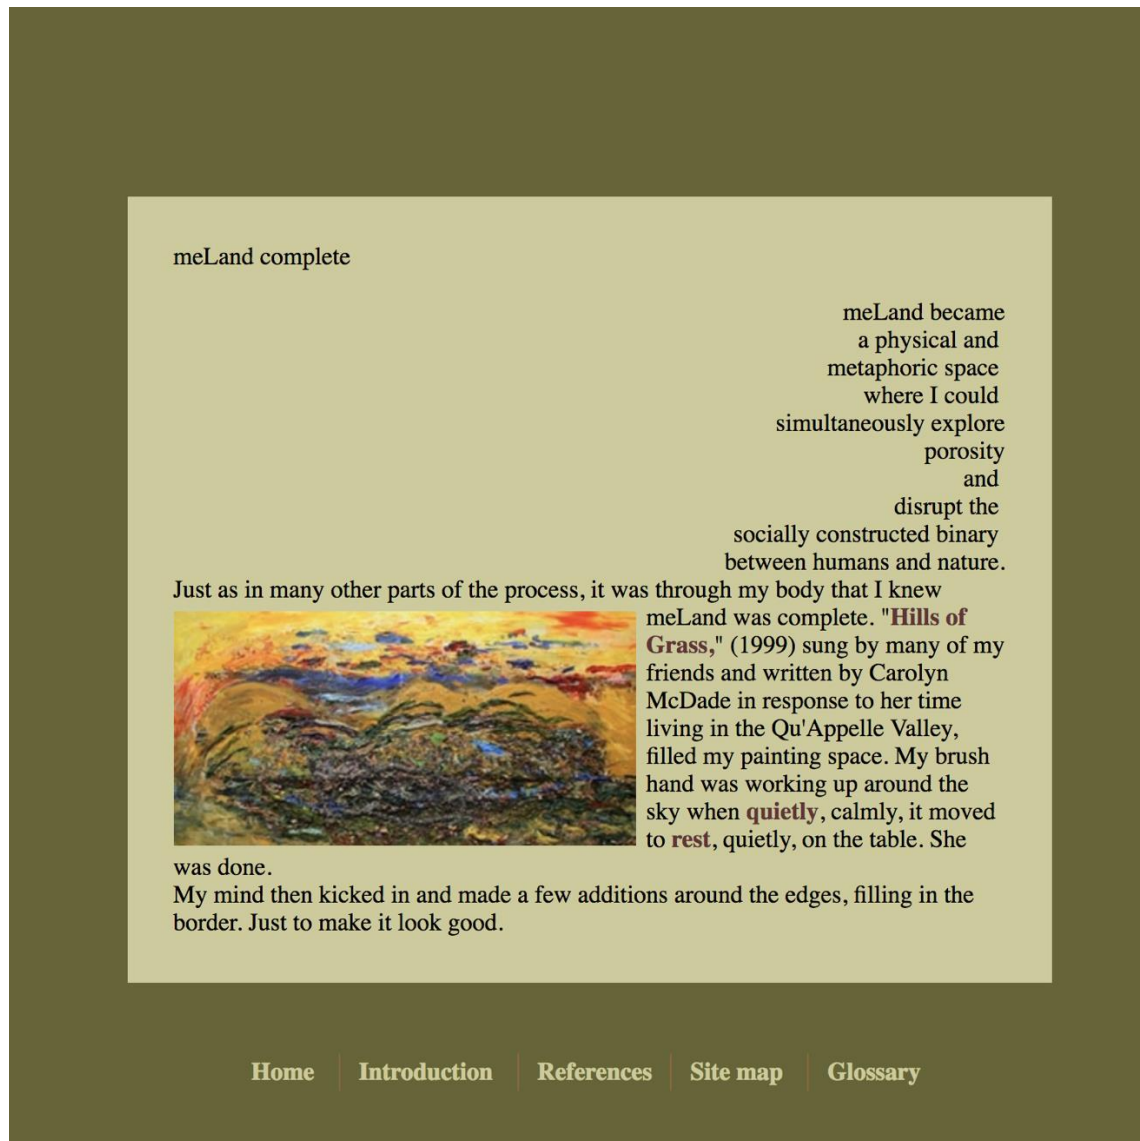 meLand complete
meLand became
a physical and
metaphoric space
where I could
simultaneously explore
porosity
and
disrupt the
socially constructed binary
between humans and nature.
Just as in many other parts of the process, it was through my body that I knew
meLand was complete. "Hills of
Grass," (1999) sung by many of my
friends and written by Carolyn
McDade in response to her time
living in the Qu'Appelle Valley,
filled my painting space. My brush
hand was working up around the
sky when quietly, calmly, it moved
to rest, quietly, on the table. She
was done.
My mind then kicked in and made a few additions around the edges, filling in the
border. Just to make it look good.
Home Introduction References Site map Glossary